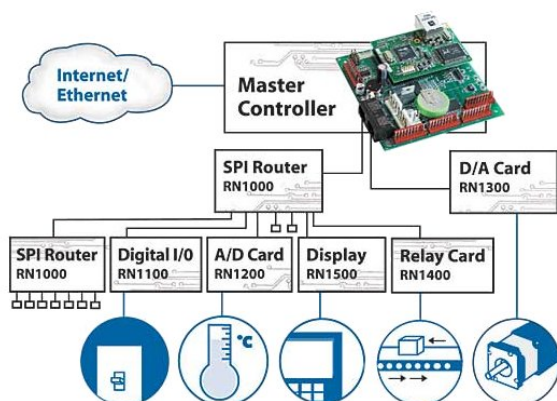 Internet/
Ethernet
Master
Controller
SPI Router
RN1000
D/A Card
RN1300
SPI Router
RN1000
Digital I/0
RN1100
A/D Card
RN1200
Display
RN1500
Relay Card
RN1400
°C